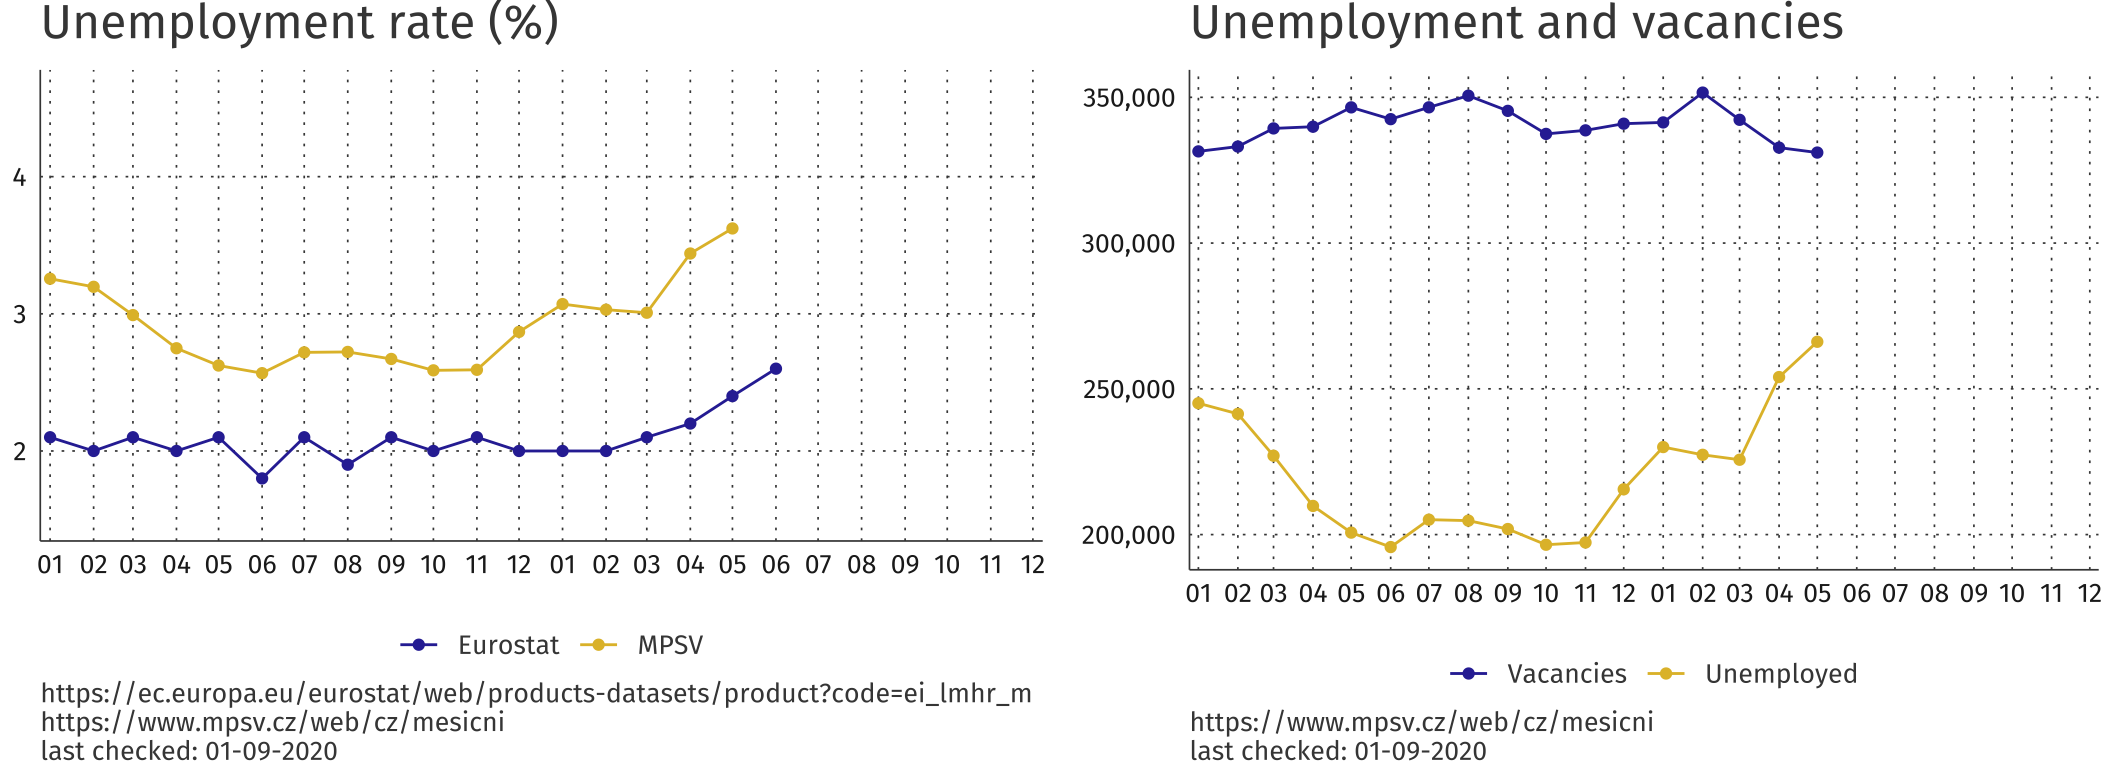 Unemployment rate (%)
4
3
2
01 02 03 04 05 06 07 08 09 10 11 12 01 02 03 04 05 06 07 08 09 10 11 12
Eurostat MPSV
https://ec.europa.eu/eurostat/web/products-datasets/product?code=ei_lmhr_m
https://www.mpsv.cz/web/cz/mesicni
last checked: 01-09-2020
Unemployment and vacancies
350,000
300,000
250,000
200,000
01 02 03 04 05 06 07 08 09 10 11 12 01 02 03 04 05 06 07 08 09 10 11 12
Vacancies Unemployed
https://www.mpsv.cz/web/cz/mesicni
last checked: 01-09-2020